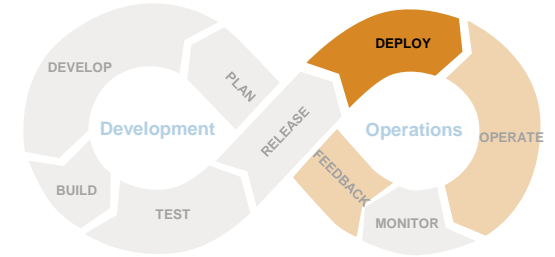 DEVELOP
PLAN
Development
BUILD
TEST
RELEASE
DEPLOY
Operations
OPERATE
FEEDBACK
MONITOR